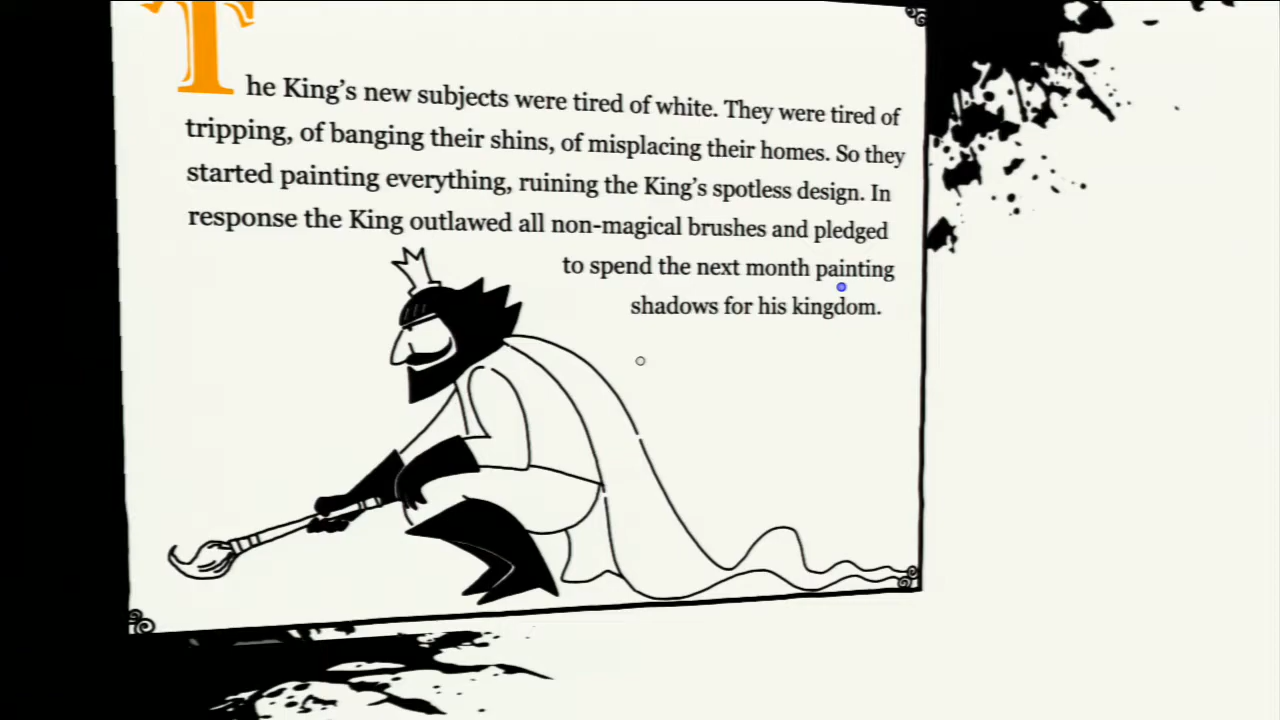 The King’s new subjects were tired of white. They were tired of
tripping, of banging their shins, of misplacing their homes. So they
started painting everything, ruining the King’s spotless design. In
response the King outlawed all non-magical brushes and pledged
to spend the next month painting
shadows for his kingdom.